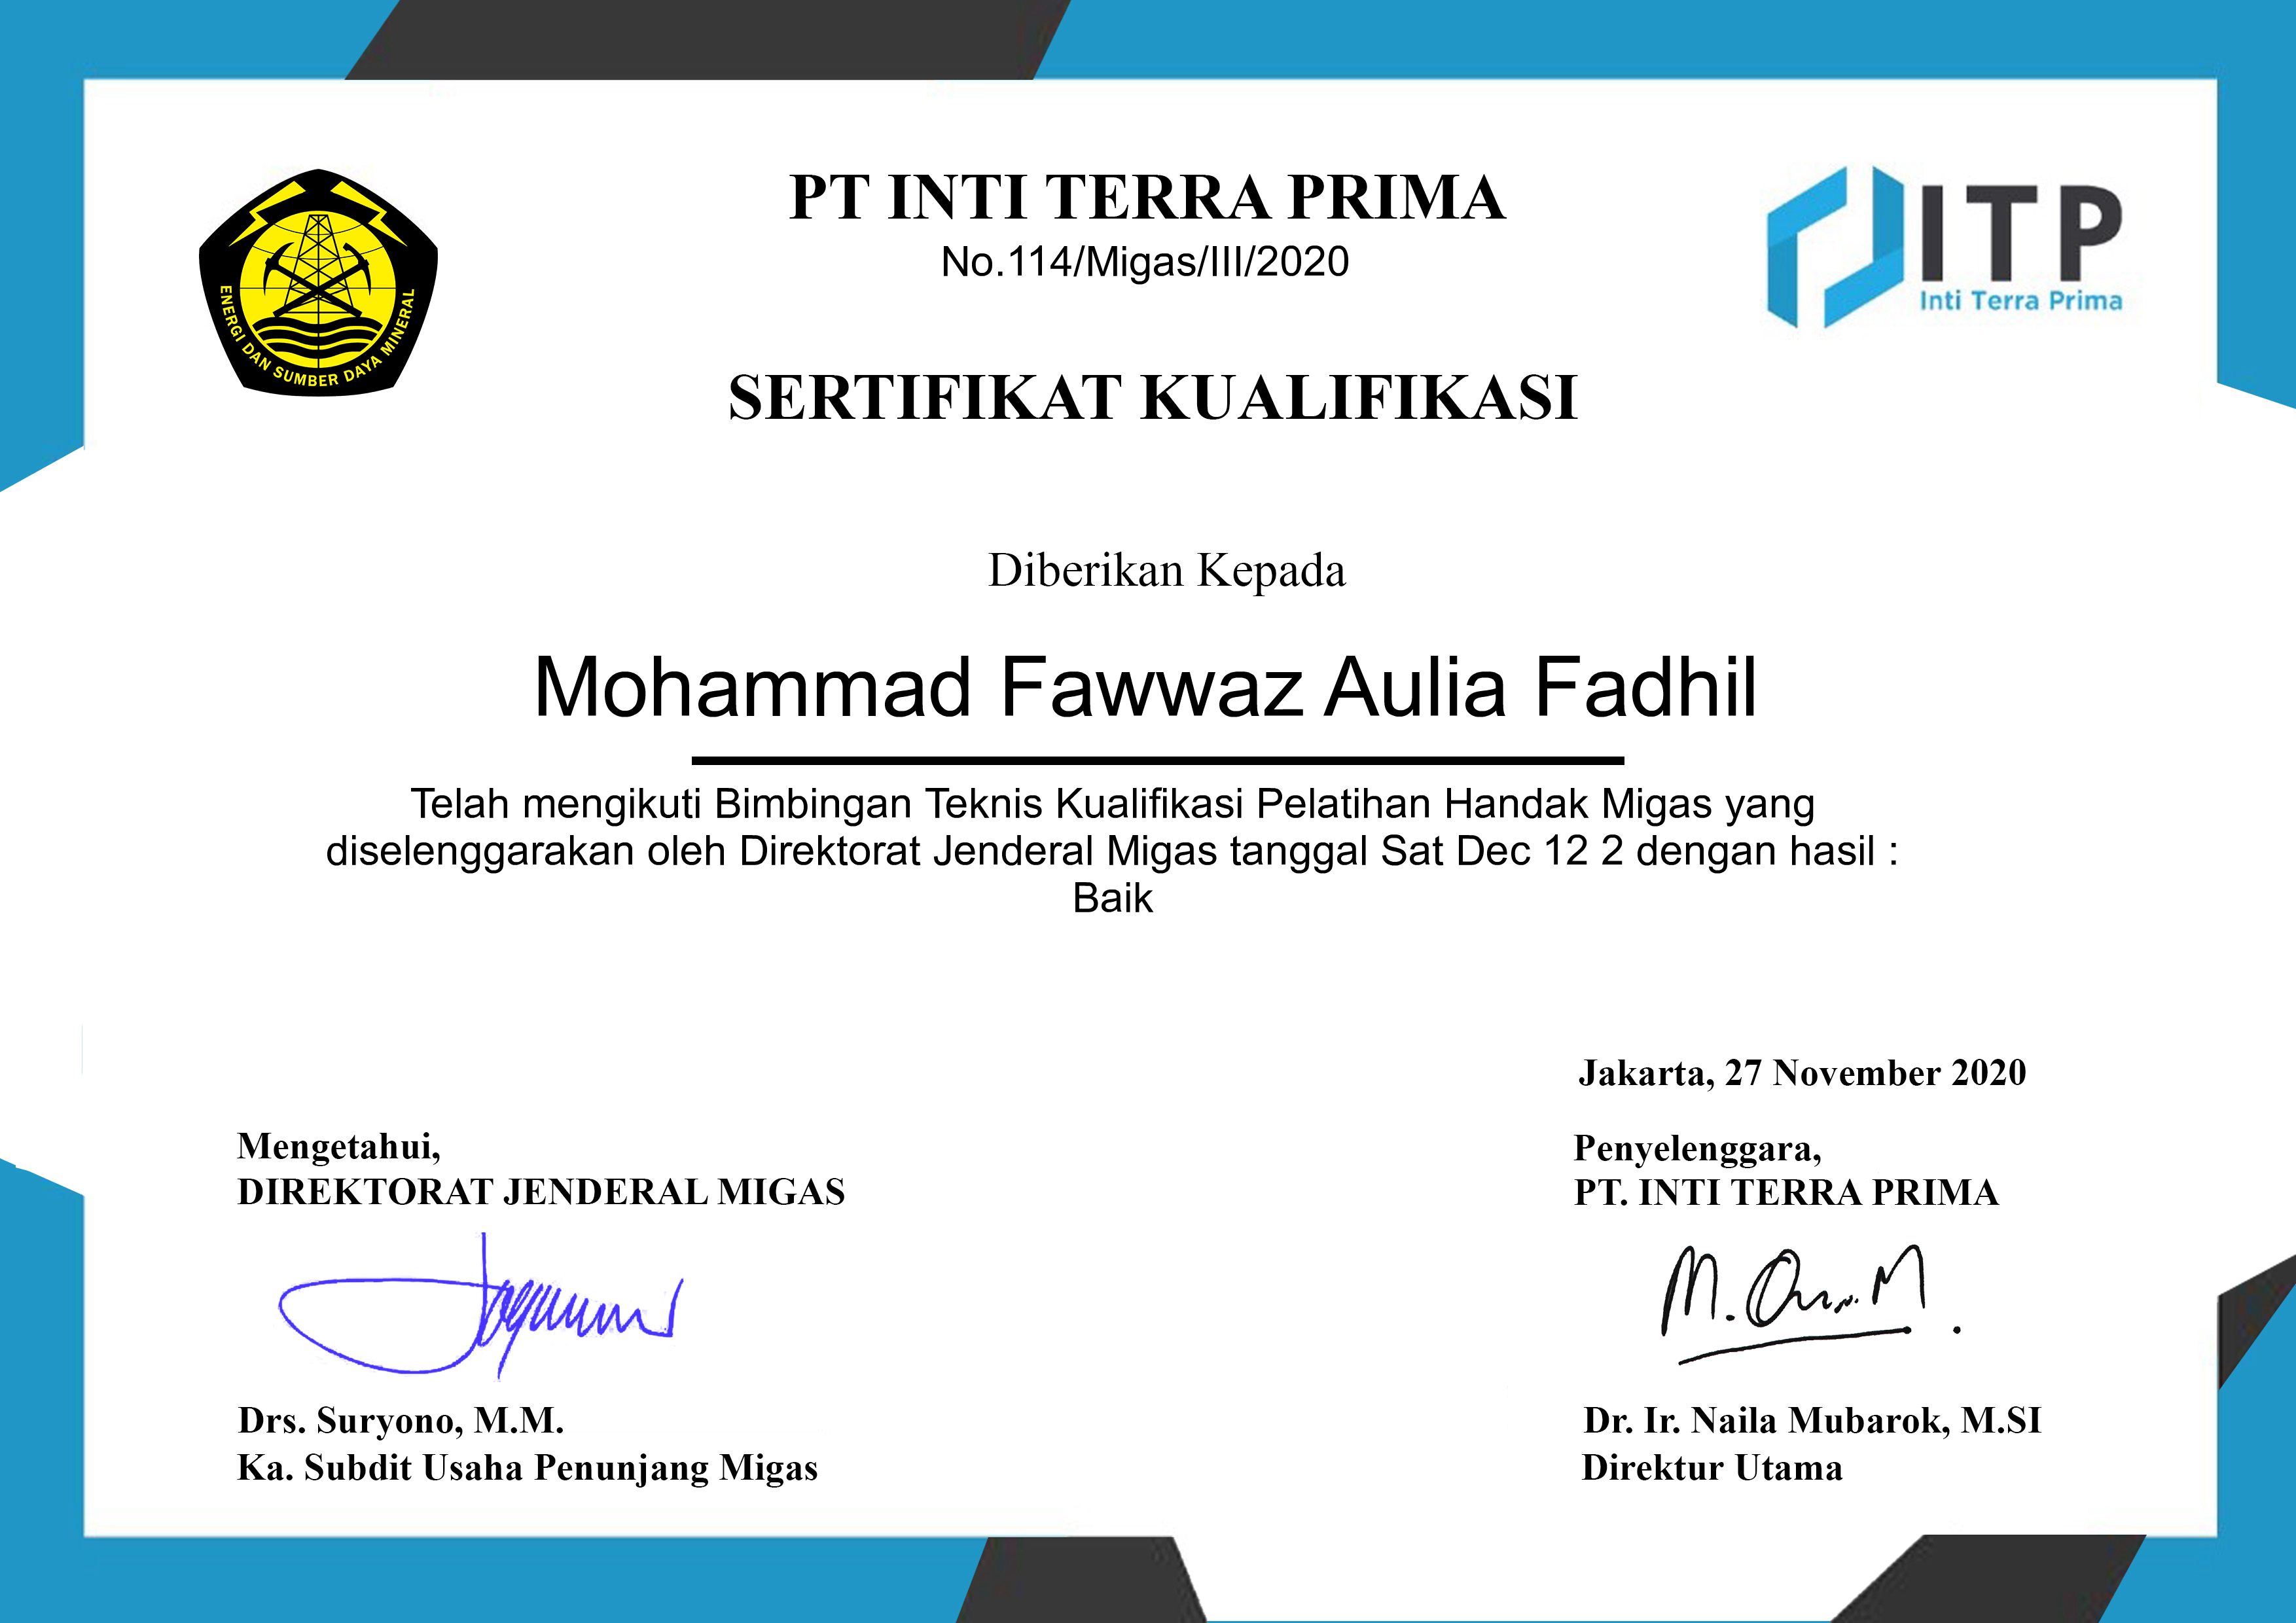 PT INTI TERRA PRIMA
No.114/Migas/III/2020
ENERGI DAN SUMBER DAYA MINERAL
ITP
Inti Terra Prima
SERTIFIKAT KUALIFIKASI
Diberikan Kepada
Mohammad Fawwaz Aulia Fadhil
Telah mengikuti Bimbingan Teknis Kualifikasi Pelatihan Handak Migas yang
diselenggarakan oleh Direktorat Jenderal Migas tanggal Sat Dec 12 2 dengan hasil :
Baik
Jakarta, 27 November 2020
Mengetahui,
DIREKTORAT JENDERAL MIGAS
Drs. Suryono, M.M.
Ka. Subdit Usaha Penunjang Migas
Penyelenggara,
PT. INTI TERRA PRIMA
Dr. Ir. Naila Mubarok, M.SI
Direktur Utama